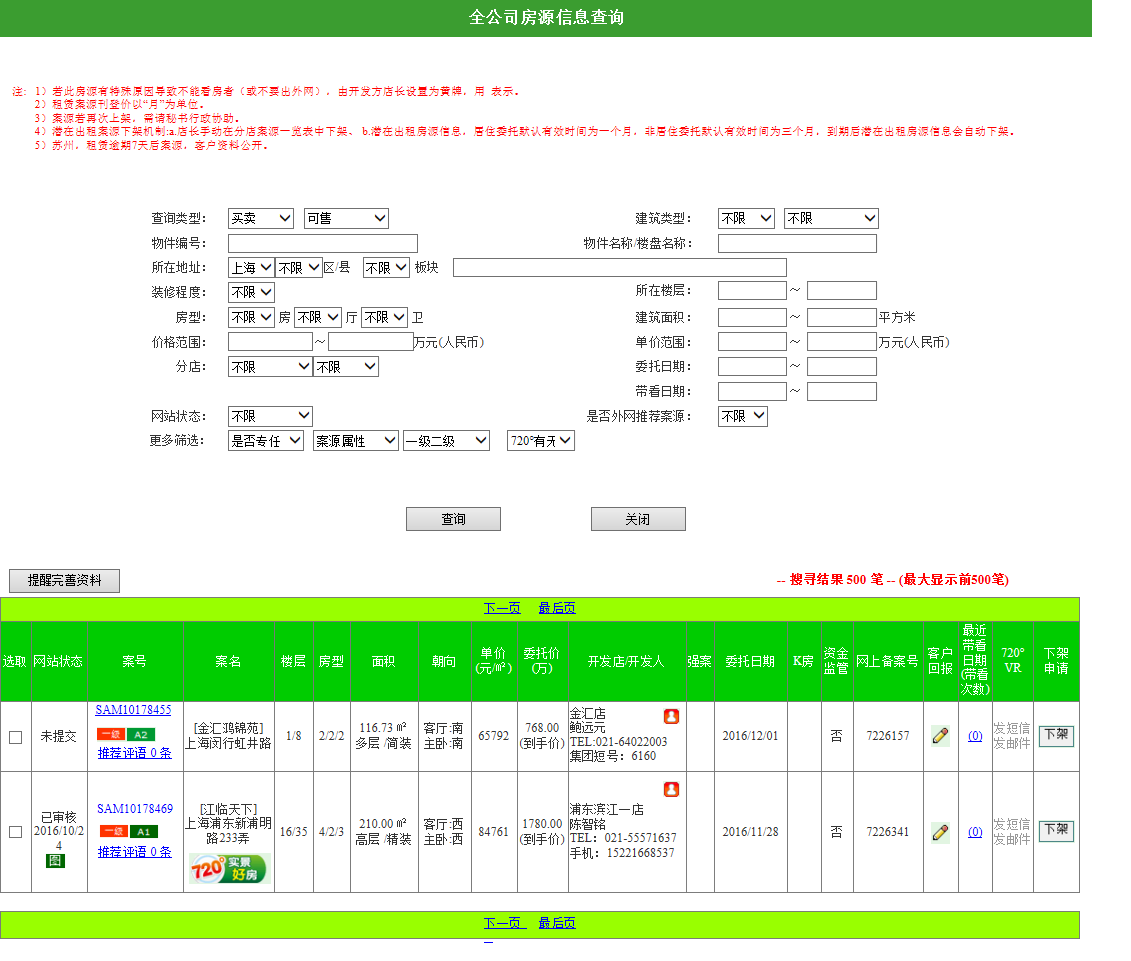 全公司房源信息查询
注: 1）若此房源有特殊原因导致不能看房者（或不要出外网），由开发方店长设置为黄牌，用 表示。
2）租赁案源刊登价以“月”为单位。
3）案源若再次上架，需请秘书行政协助。
4）潜在出租案源下架机制:a.店长手动在分店案源一览表中下架、 b.潜在出租房源信息，居住委托默认有效时间为一个月，非居住委托默认有效时间为三个月，到期后潜在出租房源信息会自动下架。
5）苏州，租赁逾期7天后案源，客户资料公开。
查询类型： 买卖 可售 建筑类型： 不限 不限
物件编号： 物件名称/楼盘名称：
所在地址： 上海 不限 区/县 不限 板块
装修程度： 不限 所在楼层： ～
房型： 不限 房 不限 厅 不限 卫 建筑面积： ～ 平方米
价格范围： ～ 万元(人民币) 单价范围： ～ 万元(人民币)
分店： 不限 不限 委托日期： ～
带看日期： ～
网站状态： 不限 是否外网推荐案源： 不限
更多筛选： 是否专任 案源属性 一级二级 720°有无
查询 关闭
提醒完善资料 -- 搜寻结果 500 笔 -- (最大显示前500笔)
下一页 最后页
选取 网站状态 案号 案名 楼层 房型 面积 朝向 单价(元/㎡) 委托价(万) 开发店/开发人 强案 委托日期 K房 资金监管 网上备案号 客户回报 最近带看日期(带看次数) 720° VR 下架申请
未提交
SAM10178455
一级 A2
推荐评语 0 条
[金汇鸿锦苑]
上海闵行虹井路
1/8
2/2/2
116.73 ㎡
多层 /简装
客厅:南
主卧:南
65792
768.00
(到手价)
金汇店
鲍远元
TEL:021-64022003
集团短号：6160
2016/12/01
否
7226157
(0)
发短信
发邮件
下架
已审核
2016/10/2
4
图
SAM10178469
一级 A1
推荐评语 0 条
[江临天下]
上海浦东新浦明
路233弄
720° 实景好房
16/35
4/2/3
210.00 ㎡
高层 /精装
客厅:西
主卧:西
84761
1780.00
(到手价)
浦东滨江一店
陈智铭
TEL：021-55571637
手机：15221668537
2016/11/28
否
7226341
(0)
发短信
发邮件
下架
下一页 最后页